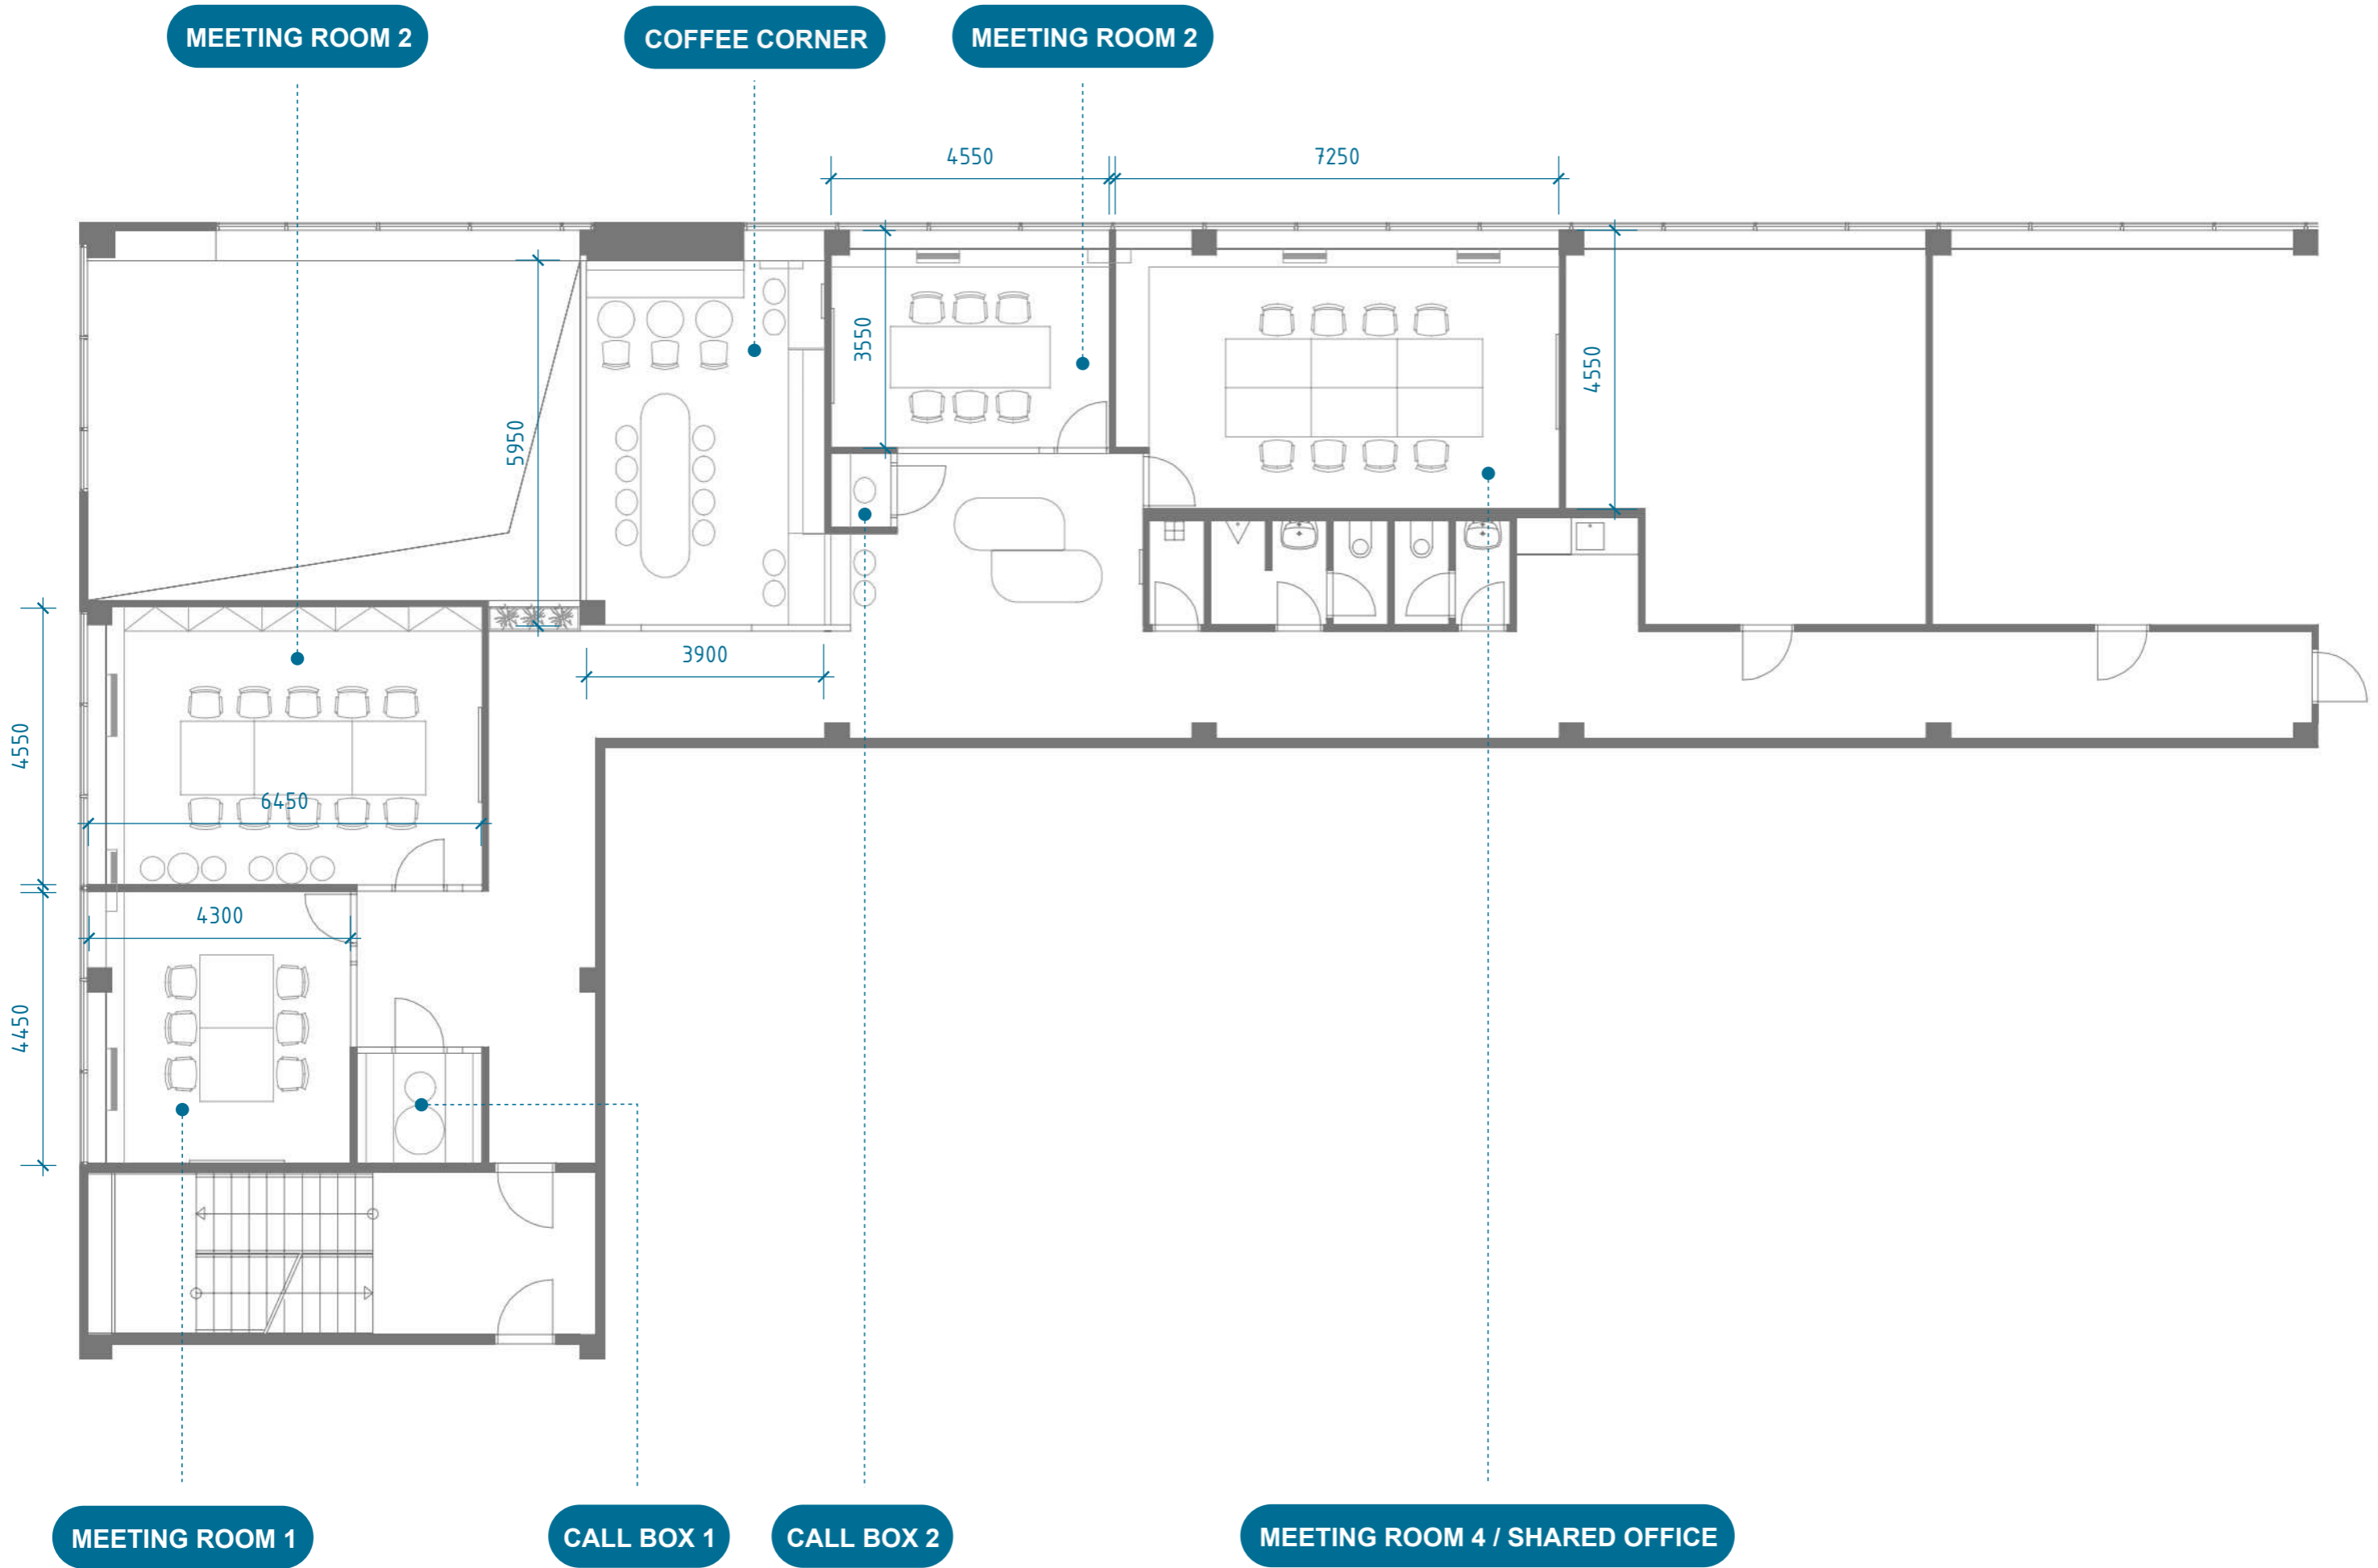 MEETING ROOM 2
COFFEE CORNER
MEETING ROOM 2
4550
7250
3550
4550
5950
3900
4550
6450
4300
4450
MEETING ROOM 1
CALL BOX 1
CALL BOX 2
MEETING ROOM 4 / SHARED OFFICE